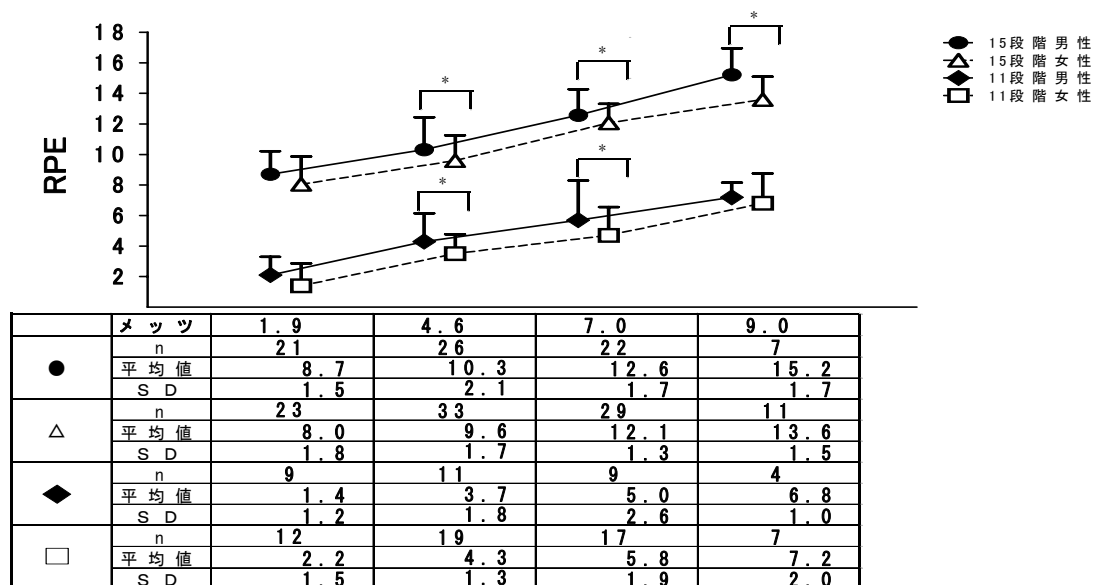 *
18
16
14
12
10
8
6
4
2
RPE
*
*
*
*
15段階男性
15段階女性
11段階男性
11段階女性
メッツ 1.9 4.6 7.0 9.0
● n 21 26 22 7
平均値 8.7 10.3 12.6 15.2
SD 1.5 2.1 1.7 1.7
△ n 23 33 29 11
平均値 8.0 9.6 12.1 13.6
SD 1.8 1.7 1.3 1.5
◆ n 9 11 9 4
平均値 1.4 3.7 5.0 6.8
SD 1.2 1.8 2.6 1.0
□ n 12 19 17 7
平均値 2.2 4.3 5.8 7.2
SD 1.5 1.3 1.9 2.0